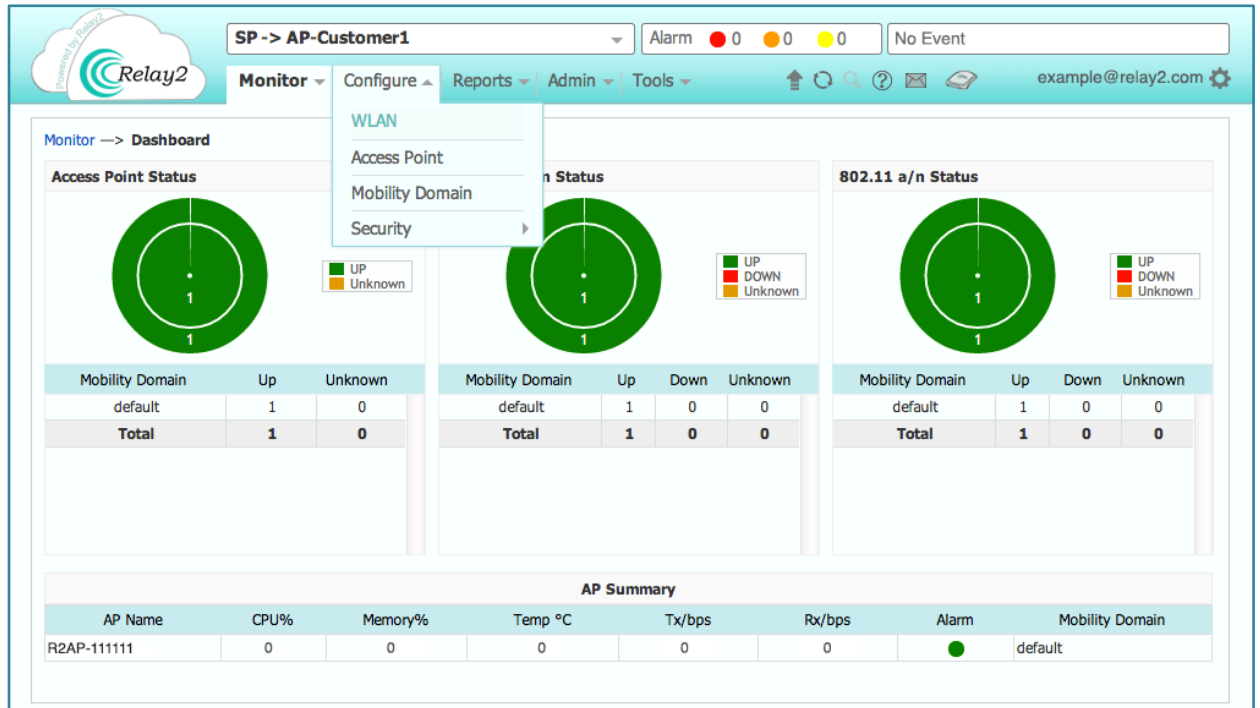 Powered by Relay2
Relay2
SP -> AP-Customer1
Alarm 0 0 0
No Event
Monitor Configure Reports Admin Tools
example@relay2.com
WLAN
Access Point
Mobility Domain
Security
Monitor —> Dashboard
Access Point Status
1
1
UP
Unknown
Mobility Domain Up Unknown
default 1 0
Total 1 0
n Status
1
1
UP
DOWN
Unknown
Mobility Domain Up Down Unknown
default 1 0 0
Total 1 0 0
802.11 a/n Status
1
1
UP
DOWN
Unknown
Mobility Domain Up Down Unknown
default 1 0 0
Total 1 0 0
AP Summary
AP Name CPU% Memory% Temp °C Tx/bps Rx/bps Alarm Mobility Domain
R2AP-111111 0 0 0 0 0 default